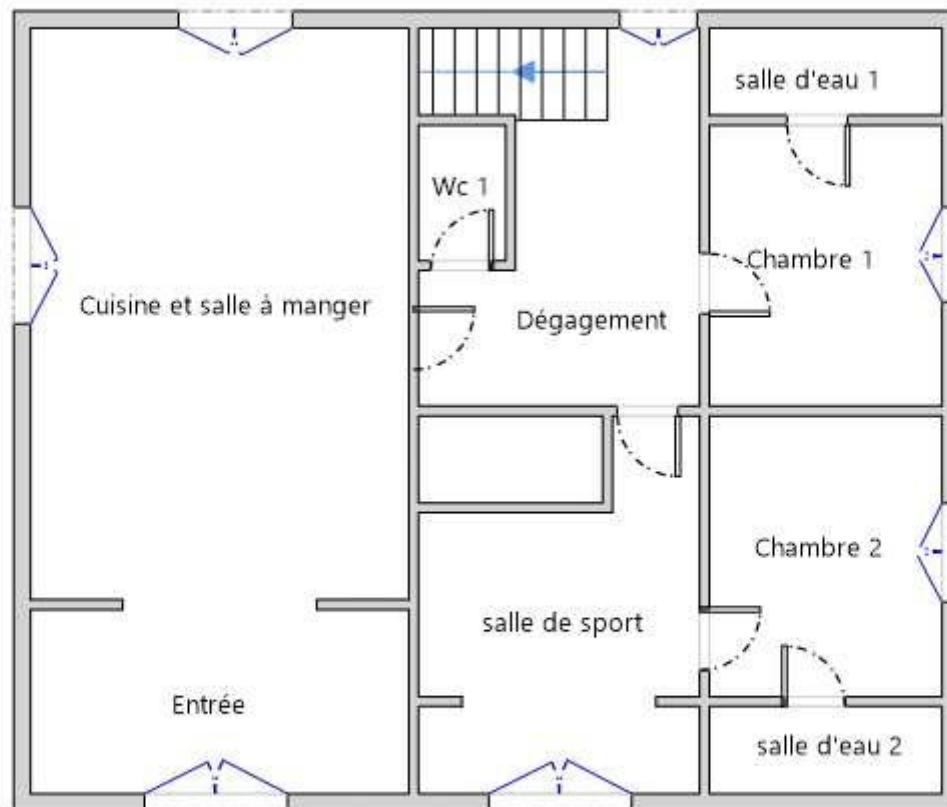 salle d'eau 1
Wc 1
Chambre 1
Cuisine et salle à manger
Dégagement
Chambre 2
salle de sport
Entrée
salle d'eau 2